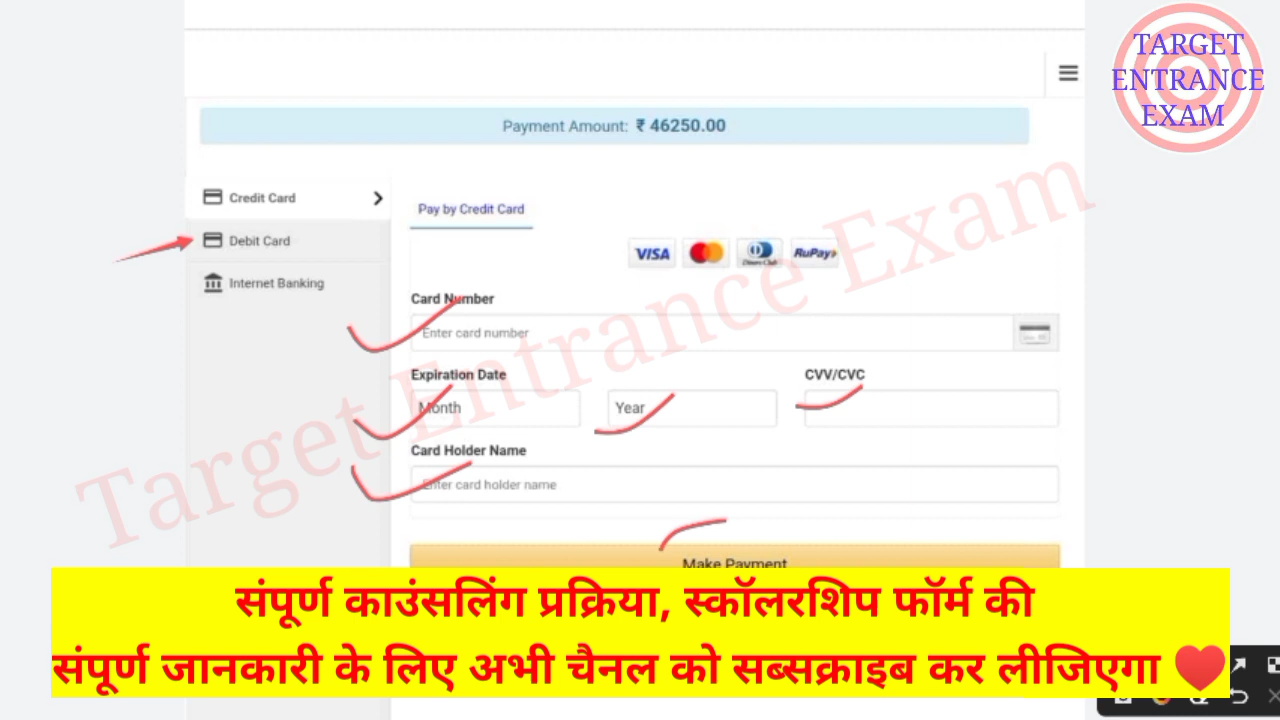 TARGET
ENTRANCE
EXAM
Payment Amount: ₹ 46250.00
Credit Card
Debit Card
Internet Banking
Pay by Credit Card
VISA
Diners Club
RuPay
Card Number
Enter card number
Expiration Date
CVV/CVC
Month
Year
Card Holder Name
Enter card holder name
Make Payment
Target Entrance Exam
संपूर्ण काउंसलिंग प्रक्रिया, स्कॉलरशिप फॉर्म की
संपूर्ण जानकारी के लिए अभी चैनल को सब्सक्राइब कर लीजिएगा ❤️